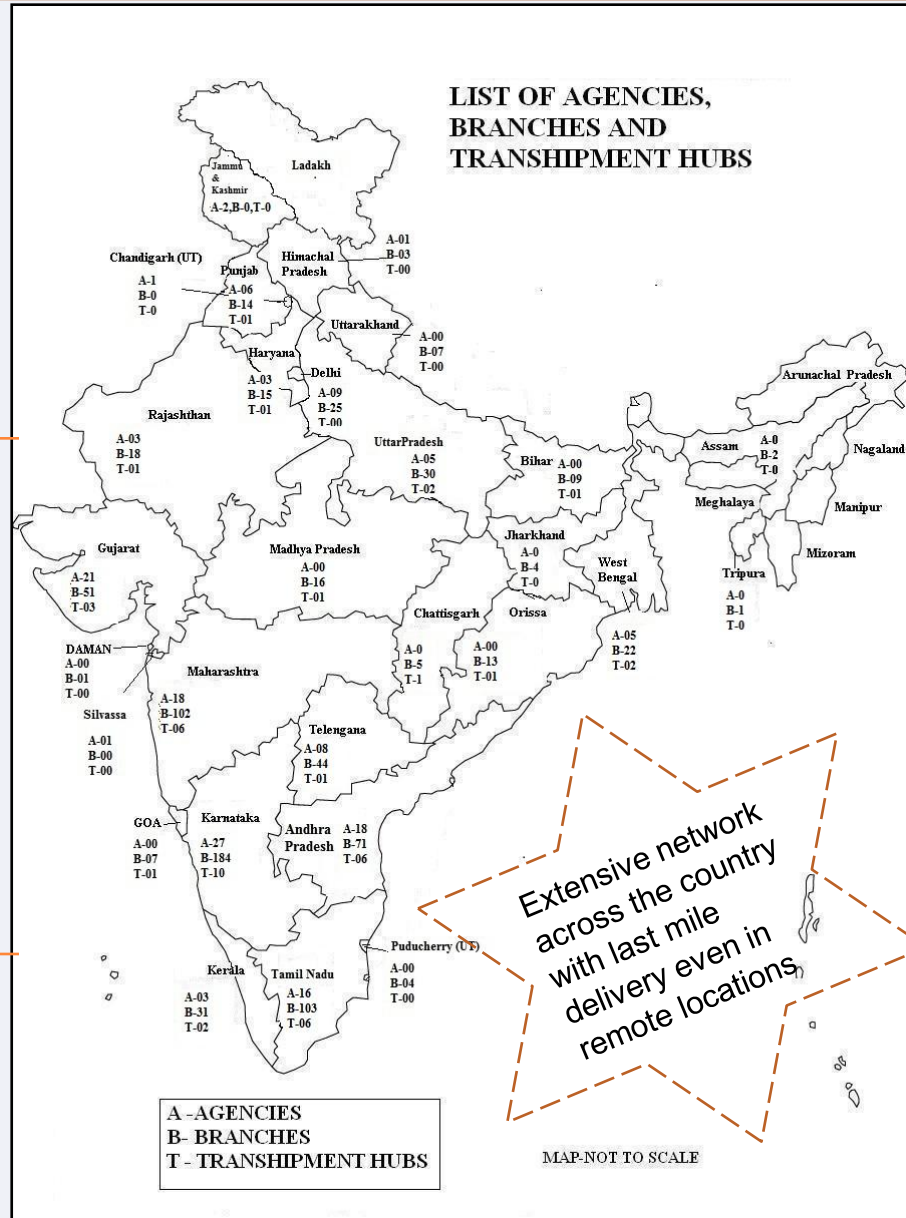 LIST OF AGENCIES,
BRANCHES AND
TRANSHIPMENT HUBS
Ladakh
Jammu
&
Kashmir
A-2,B-0,T-0
Chandigarh (UT)
A-1
B-0
T-0
Punjab
A-06
B-14
T-01
Himachal
Pradesh
A-01
B-03
T-00
Uttarakhand
A-00
B-07
T-00
Haryana
A-03
B-15
T-01
Delhi
A-09
B-25
T-00
Rajashthan
A-03
B-18
T-01
UttarPradesh
A-05
B-30
T-02
Bihar
A-00
B-09
T-01
Arunachal Pradesh
Assam
A-0
B-2
T-0
Nagaland
Meghalaya
Manipur
Mizoram
Tripura
A-0
B-1
T-0
Gujarat
A-21
B-51
T-03
Madhya Pradesh
A-00
B-16
T-01
Jharkhand
A-0
B-4
T-0
West
Bengal
A-05
B-22
T-02
Chattisgarh
A-0
B-5
T-1
Orissa
A-00
B-13
T-01
DAMAN
A-00
B-01
T-00
Silvassa
A-01
B-00
T-00
Maharashtra
A-18
B-102
T-06
Telengana
A-08
B-44
T-01
GOA
A-00
B-07
T-01
Karnataka
A-27
B-184
T-10
Andhra
Pradesh
A-18
B-71
T-06
Puducherry (UT)
A-00
B-04
T-00
Kerala
A-03
B-31
T-02
Tamil Nadu
A-16
B-103
T-06
Extensive network
across the country
with last mile
delivery even in
remote locations
A -AGENCIES
B- BRANCHES
T - TRANSHIPMENT HUBS
MAP-NOT TO SCALE